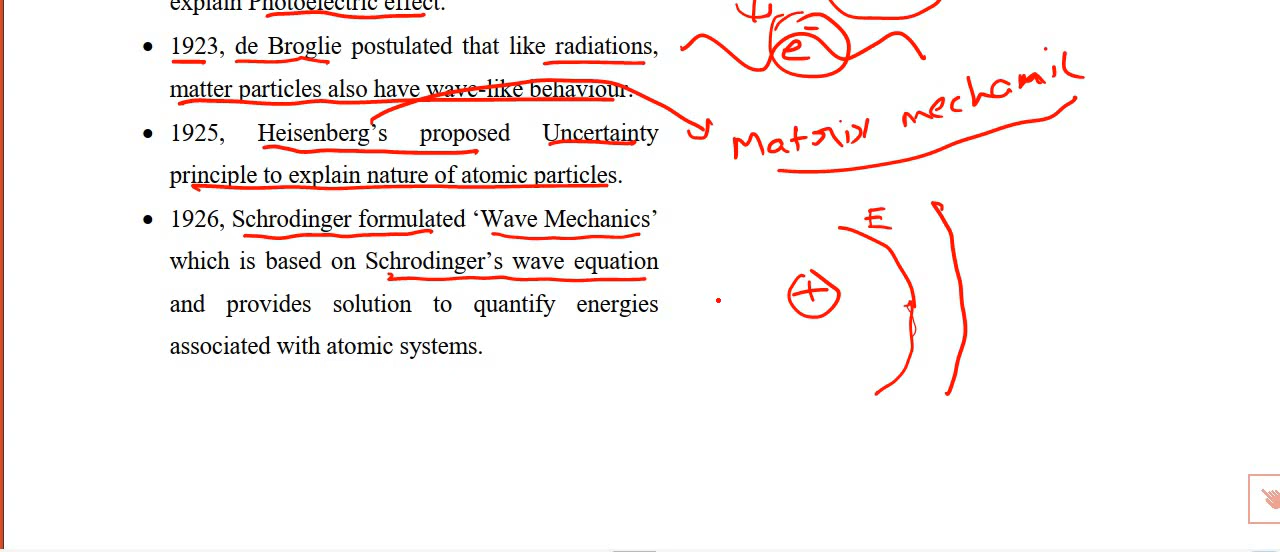 explain Photoelectric effect.
• 1923, de Broglie postulated that like radiations,
matter particles also have wave-like behaviour.
• 1925, Heisenberg’s proposed Uncertainty
principle to explain nature of atomic particles.
• 1926, Schrodinger formulated ‘Wave Mechanics’
which is based on Schrodinger’s wave equation
and provides solution to quantify energies
associated with atomic systems.
e-
Matrix mechanic
E
+